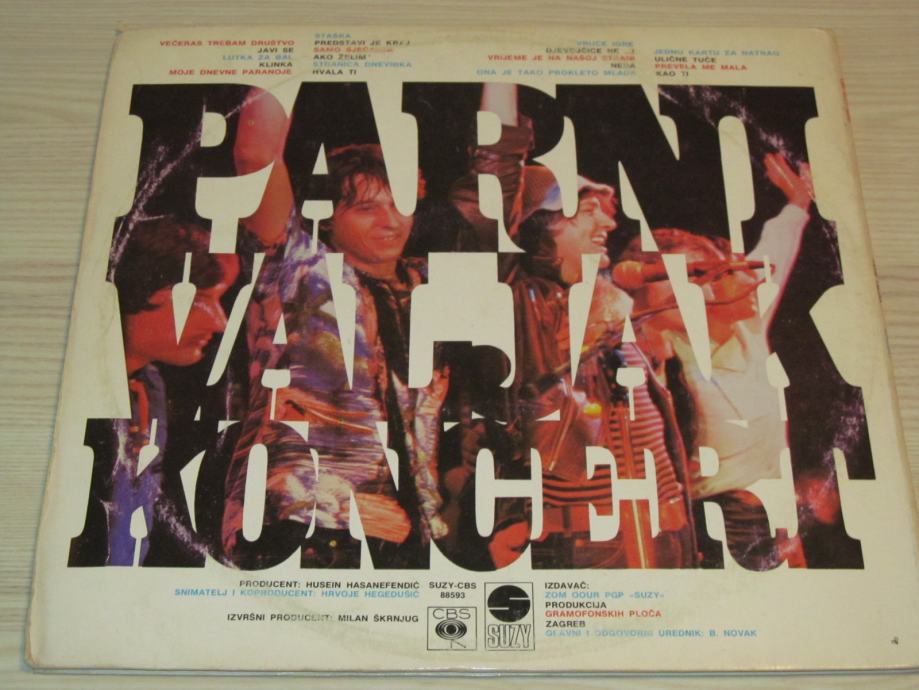 VEČERAS TREBAM DRUŠTVO
JAVI SE
LUTKA ZA BAL
KLINKA
MOJE DNEVNE PARANOJE
STAŠKA
PREDSTAVI JE KRAJ
SAMO SJEĆANJA
AKO ŽELIM
STRANICA DNEVNIKA
HVALA TI
VRUĆE IGRE
DJEVOJČICE NE
VRIJEME JE NA NAŠOJ STRANI
NEDA
ONA JE TAKO PROKLETO MLADA
JEDNU KARTU ZA NATRAG
ULIČNE TUČE
PREVELA ME MALA
KAO TI
PARNI
VALJAK
KONCERT
PRODUCENT: HUSEIN HASANEFENDIĆ
SNIMATELJ I KOPRODUCENT: HRVOJE HEGEDUŠIĆ
IZVRŠNI PRODUCENT: MILAN ŠKRNJUG
SUZY-CBS
88593
CBS
SUZY
IZDAVAČ:
ZOM OOUR PGP »SUZY«
PRODUKCIJA
GRAMOFONSKIH PLOČA
ZAGREB
GLAVNI I ODGOVORNI UREDNIK: B. NOVAK